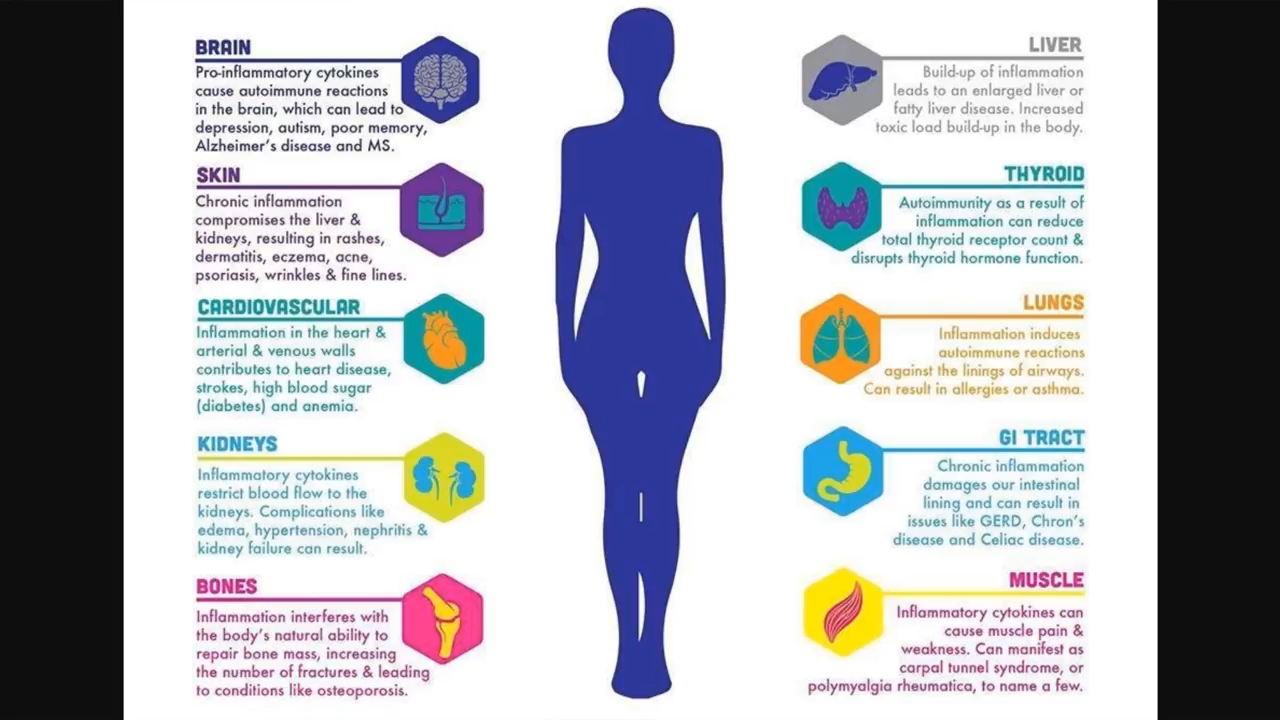 BRAIN
Pro-inflammatory cytokines
cause autoimmune reactions
in the brain, which can lead to
depression, autism, poor memory,
Alzheimer's disease and MS.
SKIN
Chronic inflammation
compromises the liver &
kidneys, resulting in rashes,
dermatitis, eczema, acne,
psoriasis, wrinkles & fine lines.
CARDIOVASCULAR
Inflammation in the heart &
arterial & venous walls
contributes to heart disease,
strokes, high blood sugar
(diabetes) and anemia.
KIDNEYS
Inflammatory cytokines
restrict blood flow to the
kidneys. Complications like
edema, hypertension, nephritis &
kidney failure can result.
BONES
Inflammation interferes with
the body's natural ability to
repair bone mass, increasing
the number of fractures & leading
to conditions like osteoporosis.
LIVER
Build-up of inflammation
leads to an enlarged liver or
fatty liver disease. Increased
toxic load build-up in the body.
THYROID
Autoimmunity as a result of
inflammation can reduce
total thyroid receptor count &
disrupts thyroid hormone function.
LUNGS
Inflammation induces
autoimmune reactions
against the linings of airways.
Can result in allergies or asthma.
GI TRACT
Chronic inflammation
damages our intestinal
lining and can result in
issues like GERD, Chron's
disease and Celiac disease.
MUSCLE
Inflammatory cytokines can
cause muscle pain &
weakness. Can manifest as
carpal tunnel syndrome, or
polymyalgia rheumatica, to name a few.